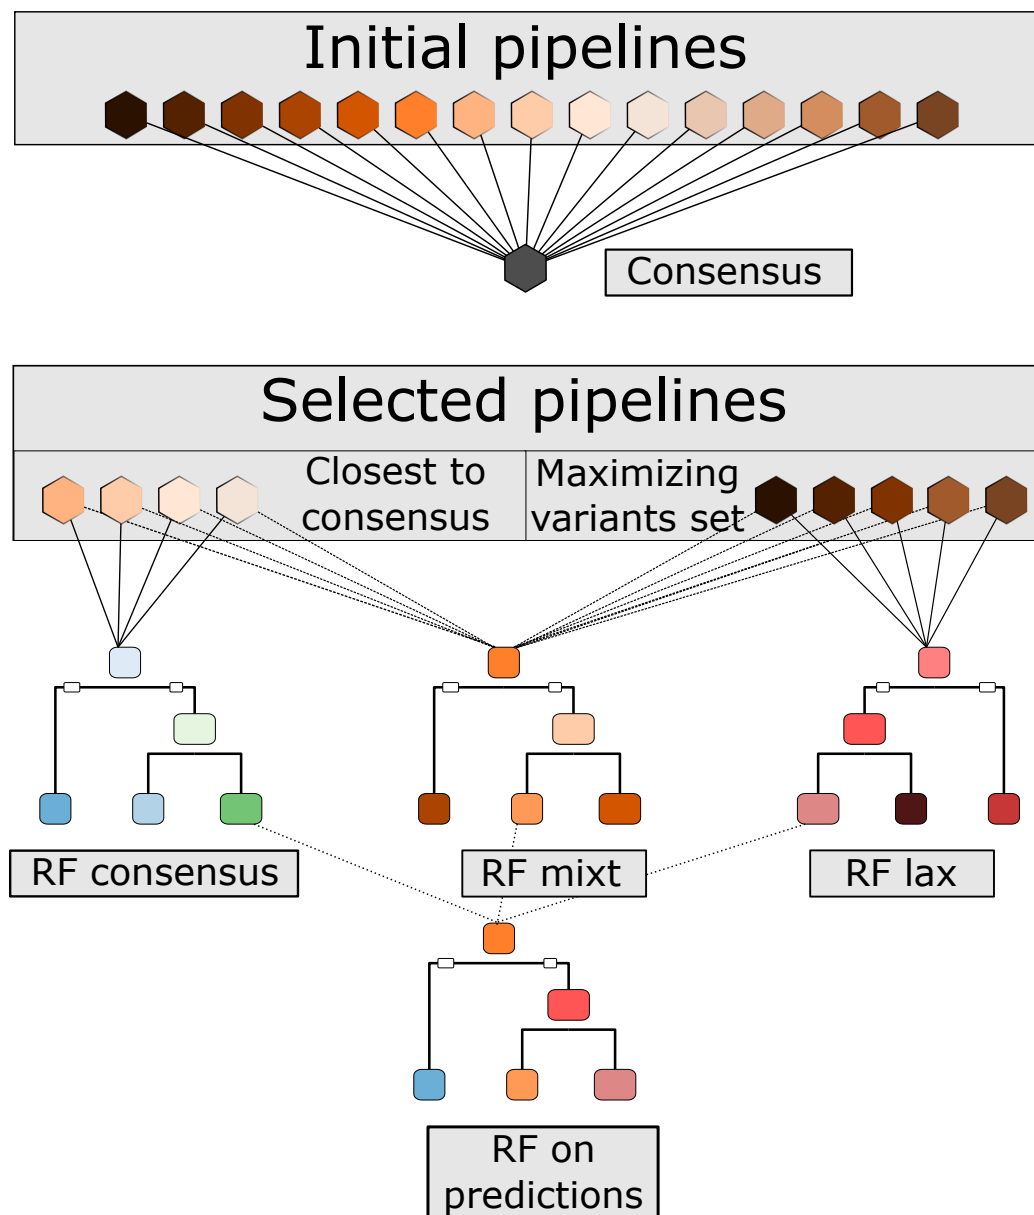 Initial pipelines
Consensus
Selected pipelines
Closest to
consensus
Maximizing
variants set
RF consensus
RF mixt
RF lax
RF on
predictions